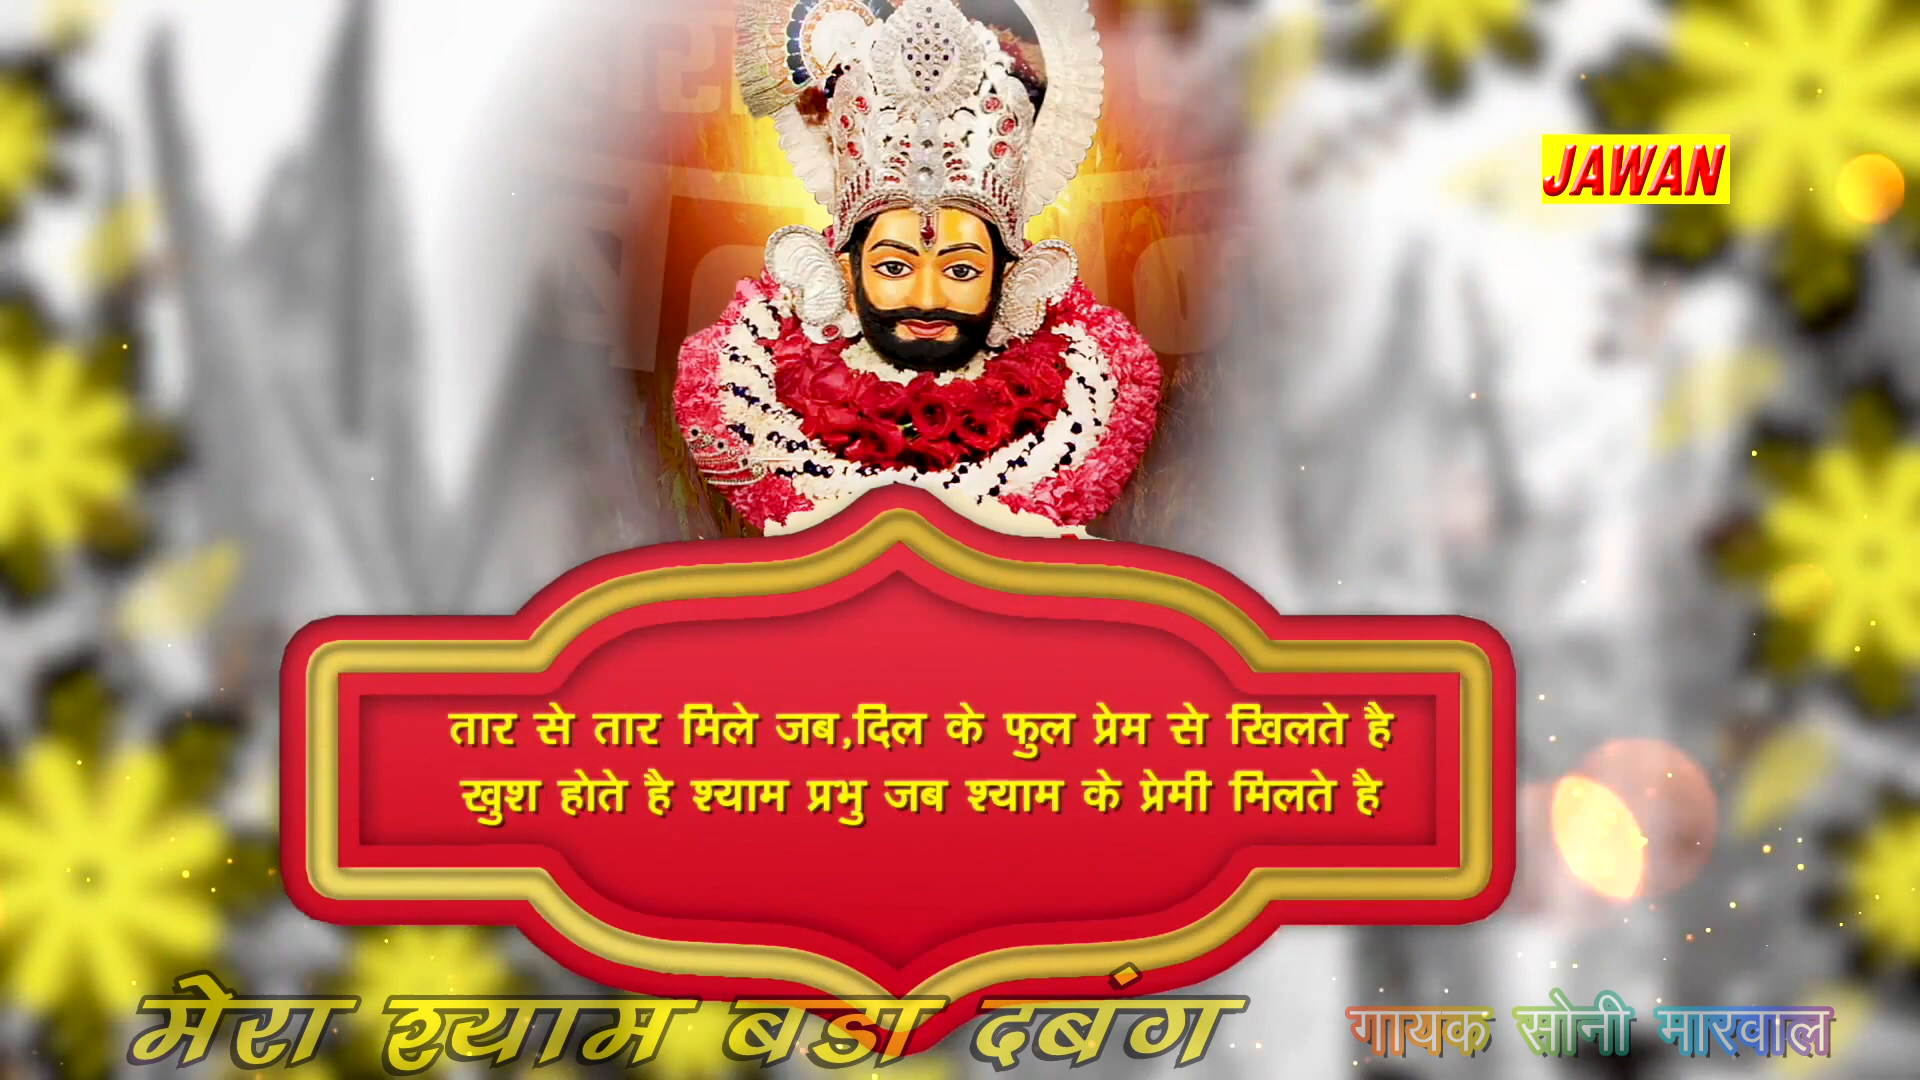 JAWAN
तार से तार मिले जब,दिल के फुल प्रेम से खिलते है
खुश होते है श्याम प्रभु जब श्याम के प्रेमी मिलते है
मेरा श्याम बडा दबंग
गायक सोनी मारवाल